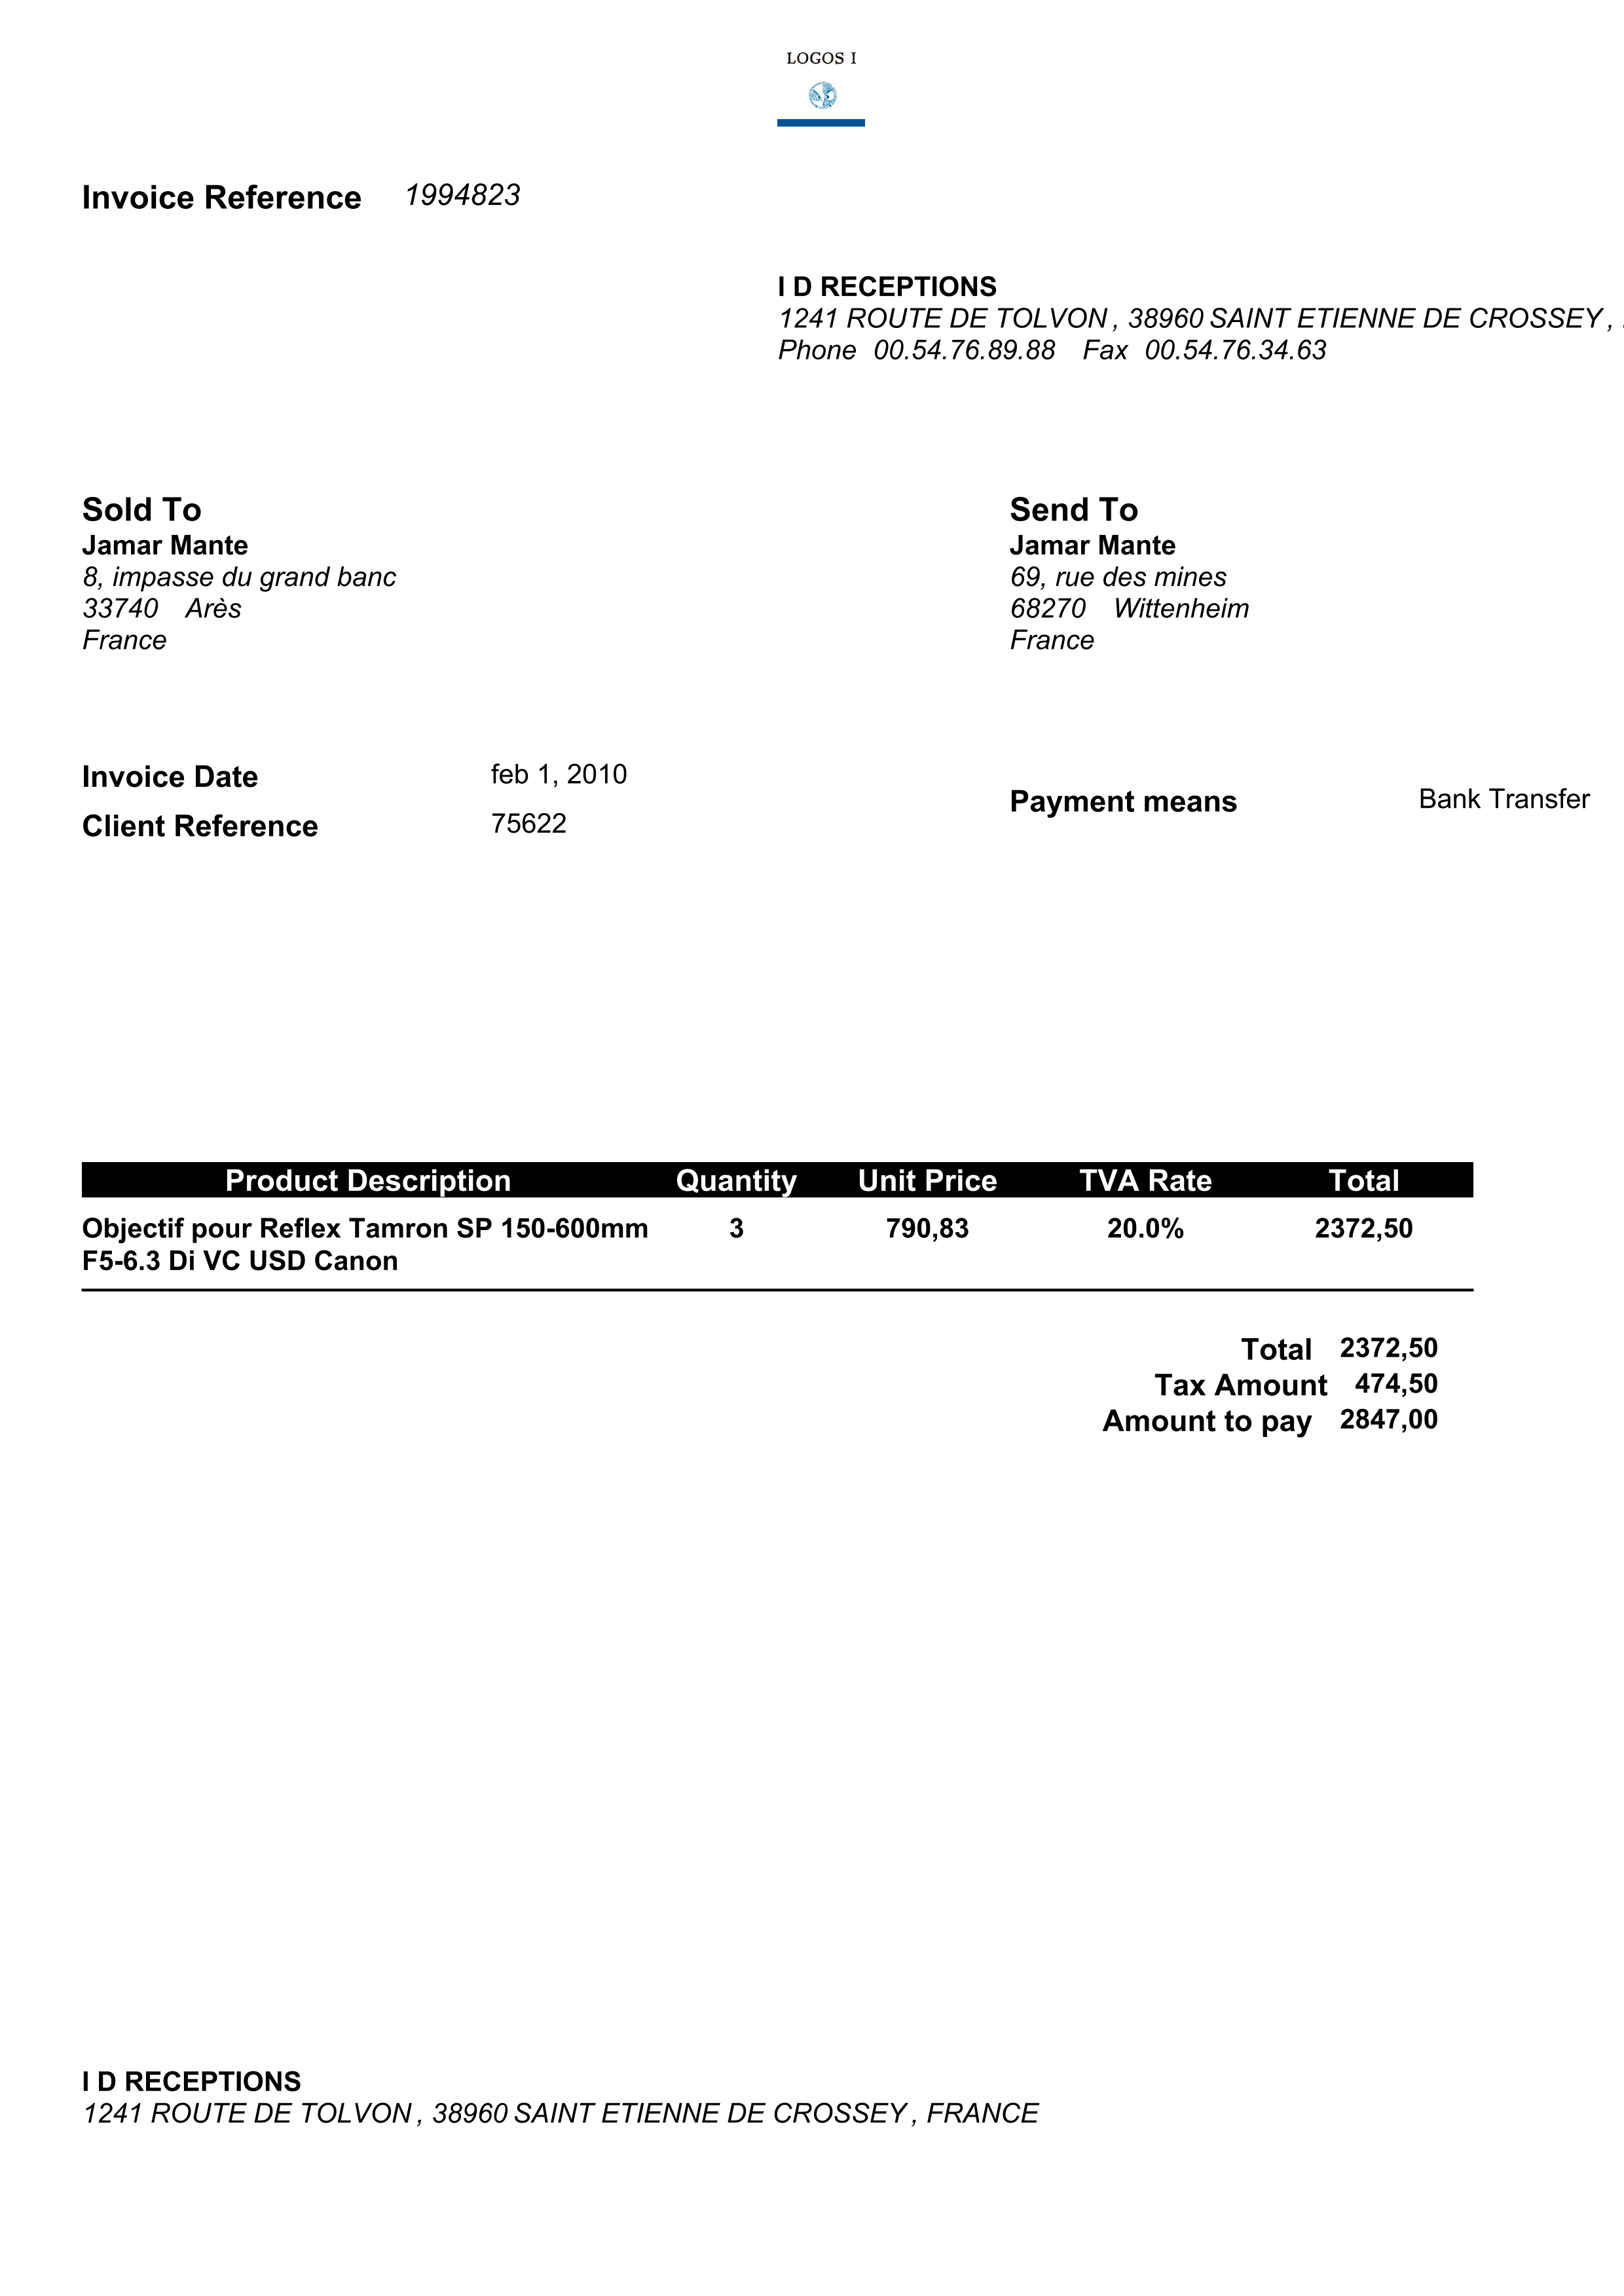 LOGOS I
Invoice Reference 1994823
I D RECEPTIONS
1241 ROUTE DE TOLVON , 38960 SAINT ETIENNE DE CROSSEY ,
Phone 00.54.76.89.88 Fax 00.54.76.34.63
Sold To
Jamar Mante
8, impasse du grand banc
33740 Arès
France
Send To
Jamar Mante
69, rue des mines
68270 Wittenheim
France
Invoice Date feb 1, 2010
Client Reference 75622
Payment means Bank Transfer
Product Description Quantity Unit Price TVA Rate Total
Objectif pour Reflex Tamron SP 150-600mm 3 790,83 20.0% 2372,50
F5-6.3 Di VC USD Canon
Total 2372,50
Tax Amount 474,50
Amount to pay 2847,00
I D RECEPTIONS
1241 ROUTE DE TOLVON , 38960 SAINT ETIENNE DE CROSSEY , FRANCE